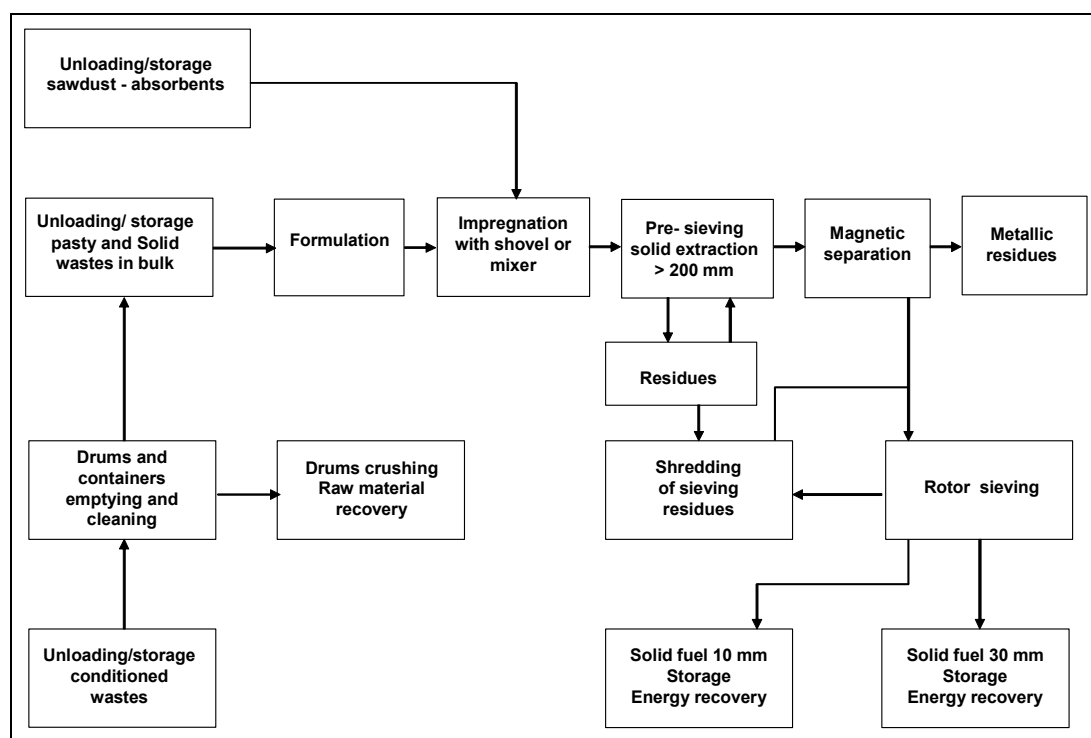 Unloading/storage
sawdust - absorbents
Unloading/ storage
pasty and Solid
wastes in bulk
Formulation
Impregnation
with shovel or
mixer
Pre- sieving
solid extraction
> 200 mm
Magnetic
separation
Metallic
residues
Residues
Drums and
containers
emptying and
cleaning
Drums crushing
Raw material
recovery
Shredding
of sieving
residues
Rotor sieving
Unloading/storage
conditioned
wastes
Solid fuel 10 mm
Storage
Energy recovery
Solid fuel 30 mm
Storage
Energy recovery